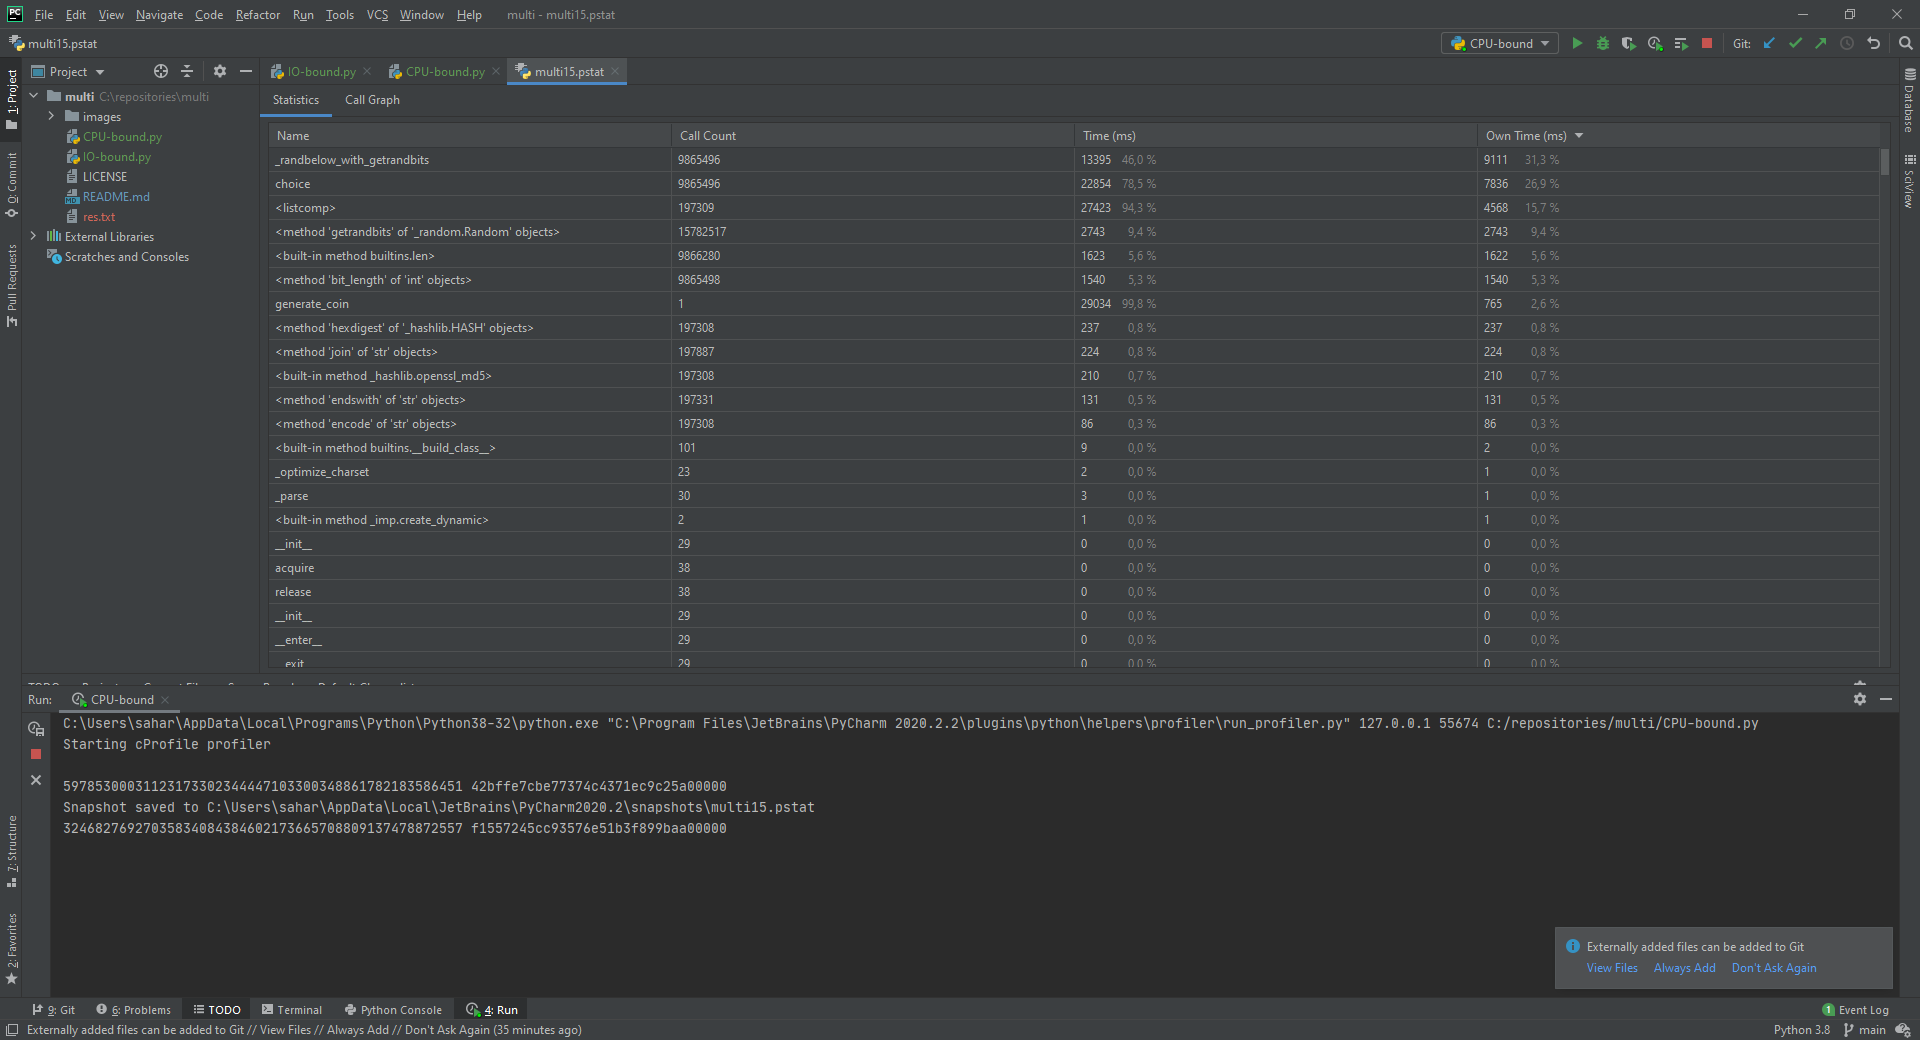 File Edit View Navigate Code Refactor Run Tools VCS Window Help multi - multi15.pstat
multi15.pstat
CPU-bound
Git:
1: Project
0: Commit
Pull Requests
7: Structure
2: Favorites
Project
multi C:\repositories\multi
images
CPU-bound.py
IO-bound.py
LICENSE
README.md
res.txt
External Libraries
Scratches and Consoles
IO-bound.py CPU-bound.py multi15.pstat
Statistics Call Graph
Name Call Count Time (ms) Own Time (ms)
_randbelow_with_getrandbits 9865496 13395 46,0 % 9111 31,3 %
choice 9865496 22854 78,5 % 7836 26,9 %
<listcomp> 197309 27423 94,3 % 4568 15,7 %
<method 'getrandbits' of '_random.Random' objects> 15782517 2743 9,4 % 2743 9,4 %
<built-in method builtins.len> 9866280 1623 5,6 % 1622 5,6 %
<method 'bit_length' of 'int' objects> 9865498 1540 5,3 % 1540 5,3 %
generate_coin 1 29034 99,8 % 765 2,6 %
<method 'hexdigest' of '_hashlib.HASH' objects> 197308 237 0,8 % 237 0,8 %
<method 'join' of 'str' objects> 197887 224 0,8 % 224 0,8 %
<built-in method _hashlib.openssl_md5> 197308 210 0,7 % 210 0,7 %
<method 'endswith' of 'str' objects> 197331 131 0,5 % 131 0,5 %
<method 'encode' of 'str' objects> 197308 86 0,3 % 86 0,3 %
<built-in method builtins.__build_class__> 101 9 0,0 % 2 0,0 %
_optimize_charset 23 2 0,0 % 1 0,0 %
_parse 30 3 0,0 % 1 0,0 %
<built-in method _imp.create_dynamic> 2 1 0,0 % 1 0,0 %
__init__ 29 0 0,0 % 0 0,0 %
acquire 38 0 0,0 % 0 0,0 %
release 38 0 0,0 % 0 0,0 %
__init__ 29 0 0,0 % 0 0,0 %
__enter__ 29 0 0,0 % 0 0,0 %
__exit__ 29 0 0,0 % 0 0,0 %
Database
SciView
Run: CPU-bound
C:\Users\sahar\AppData\Local\Programs\Python\Python38-32\python.exe "C:\Program Files\JetBrains\PyCharm 2020.2.2\plugins\python\helpers\profiler\run_profiler.py" 127.0.0.1 55674 C:/repositories/multi/CPU-bound.py
Starting cProfile profiler
59785300031123173302344447103300348861782183586451 42bffe7cbe77374c4371ec9c25a00000
Snapshot saved to C:\Users\sahar\AppData\Local\JetBrains\PyCharm2020.2\snapshots\multi15.pstat
32468276927035834084384602173665708809137478872557 f1557245cc93576e51b3f899baa00000
Externally added files can be added to Git
View Files Always Add Don't Ask Again
9: Git 6: Problems TODO Terminal Python Console 4: Run 1 Event Log
Externally added files can be added to Git // View Files // Always Add // Don't Ask Again (35 minutes ago) Python 3.8 main